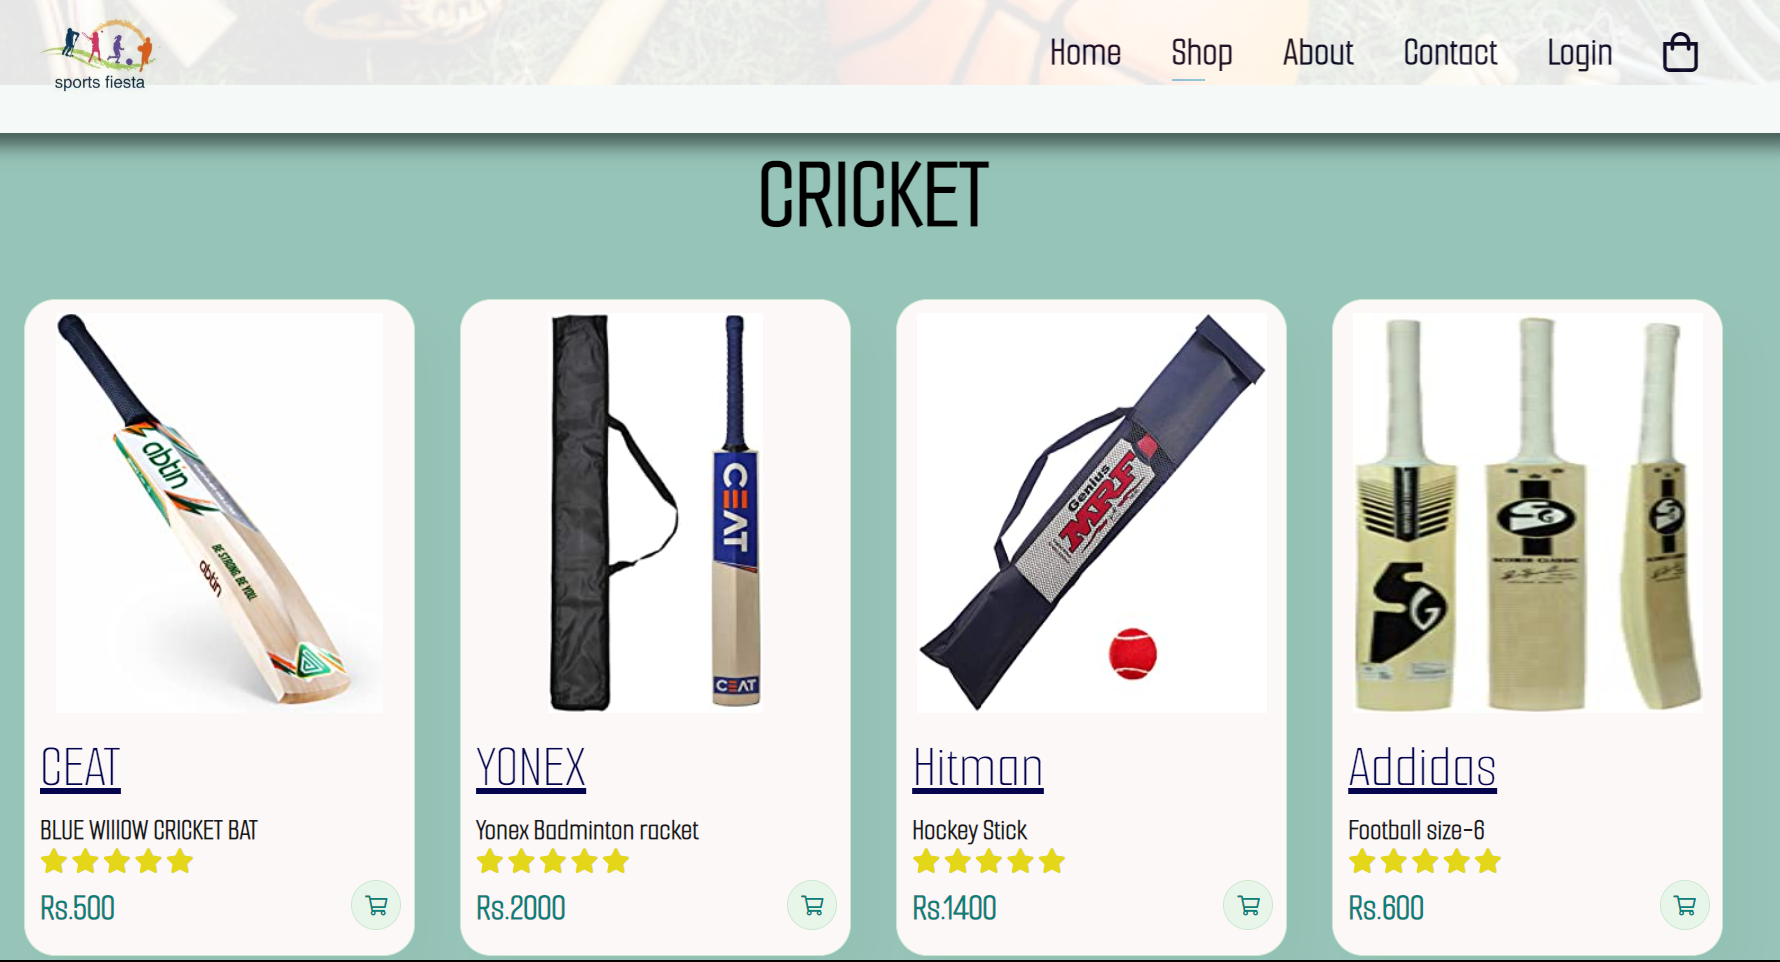 sports fiesta
Home Shop About Contact Login
CRICKET
abtin
BE STRONG. BE YOU.
abtin
CEAT
CEAT
Genius
MRF
SG
SG
SG
CEAT
BLUE WIllOW CRICKET BAT
Rs.500
YONEX
Yonex Badminton racket
Rs.2000
Hitman
Hockey Stick
Rs.1400
Addidas
Football size-6
Rs.600